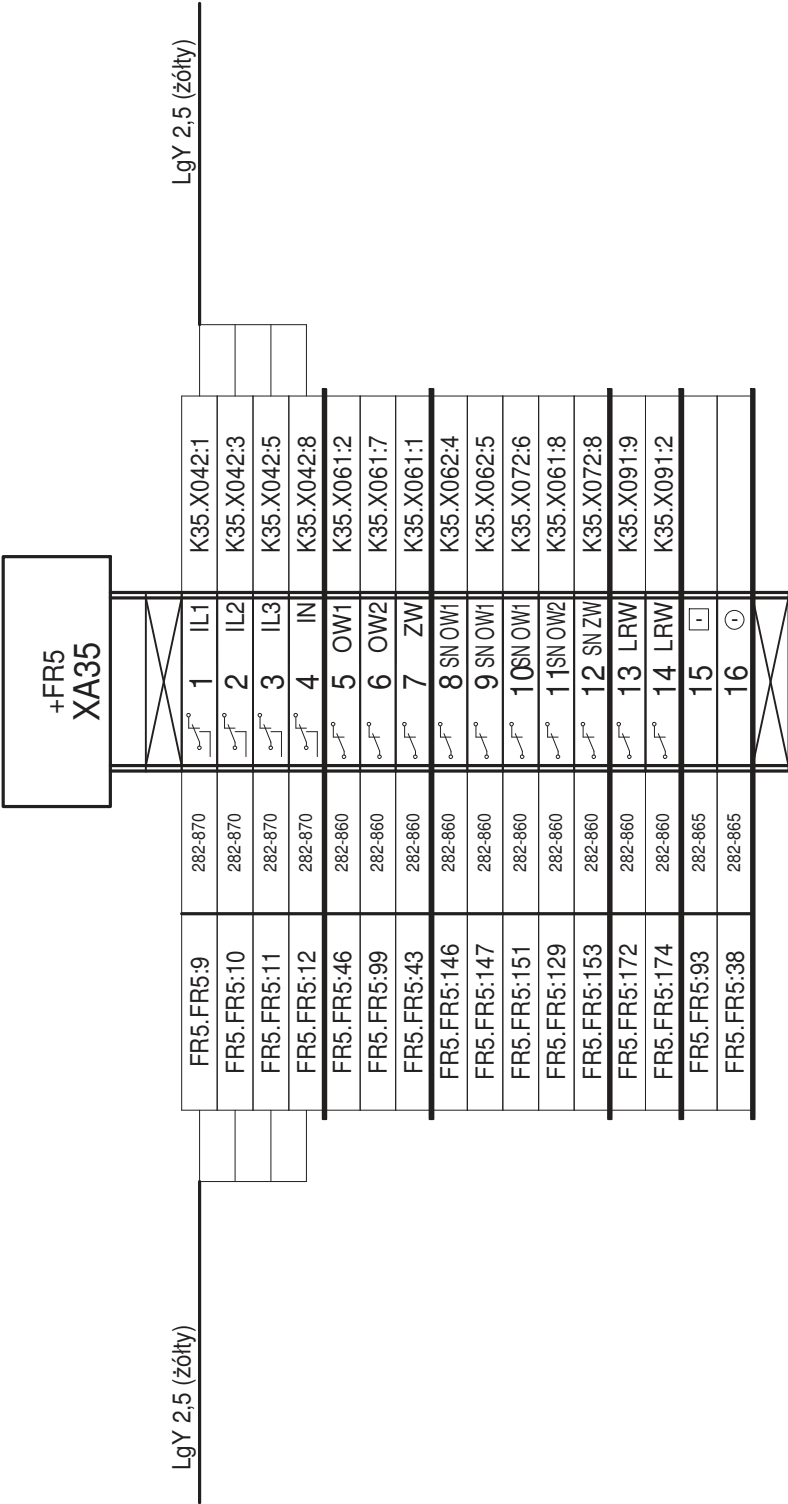 +FR5
XA35
LgY 2,5 (żółty)
LgY 2,5 (żółty)
FR5.FR5:9 282-870 1 IL1 K35.X042:1
FR5.FR5:10 282-870 2 IL2 K35.X042:3
FR5.FR5:11 282-870 3 IL3 K35.X042:5
FR5.FR5:12 282-870 4 IN K35.X042:8
FR5.FR5:46 282-860 5 OW1 K35.X061:2
FR5.FR5:99 282-860 6 OW2 K35.X061:7
FR5.FR5:43 282-860 7 ZW K35.X061:1
FR5.FR5:146 282-860 8 SN OW1 K35.X062:4
FR5.FR5:147 282-860 9 SN OW1 K35.X062:5
FR5.FR5:151 282-860 10 SN OW1 K35.X072:6
FR5.FR5:129 282-860 11 SN OW2 K35.X061:8
FR5.FR5:153 282-860 12 SN ZW K35.X072:8
FR5.FR5:172 282-860 13 LRW K35.X091:9
FR5.FR5:174 282-860 14 LRW K35.X091:2
FR5.FR5:93 282-865 15 -
FR5.FR5:38 282-865 16 -